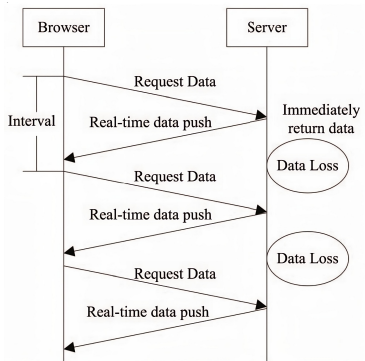 Browser
Server
Request Data
Immediately
return data
Interval
Real-time data push
Data Loss
Request Data
Real-time data push
Data Loss
Request Data
Real-time data push